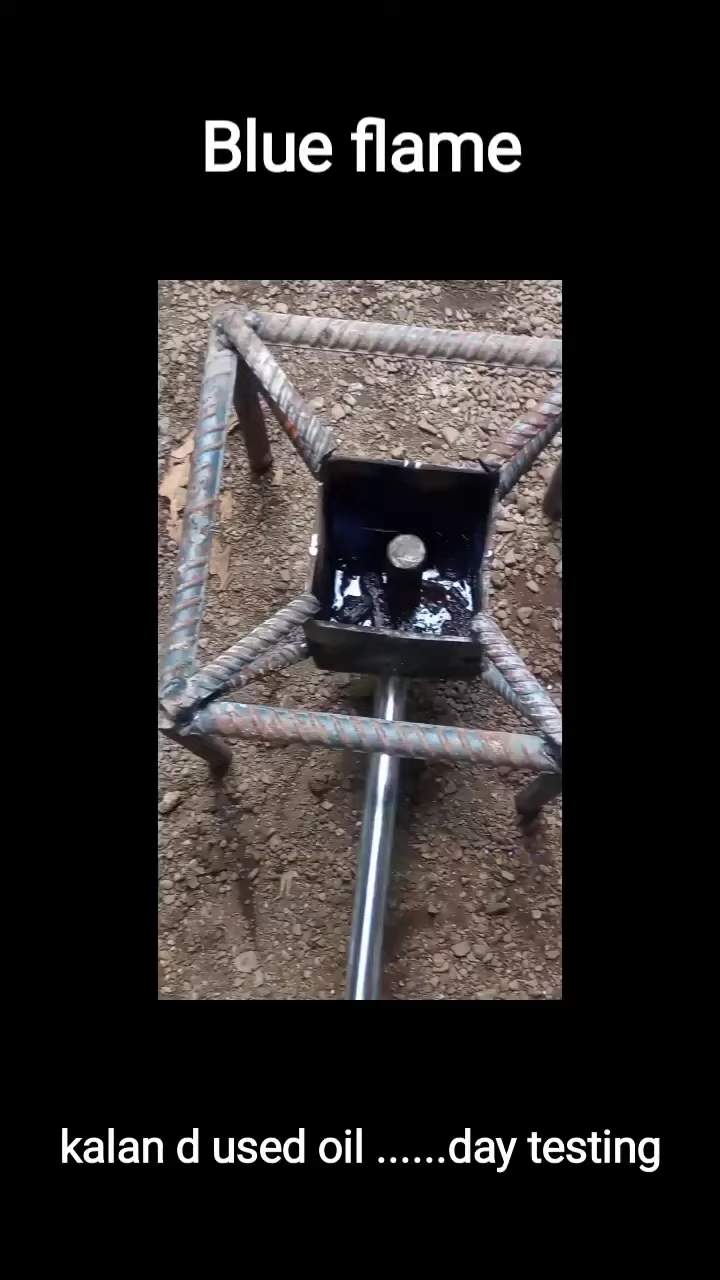 Blue flame
kalan d used oil ......day testing